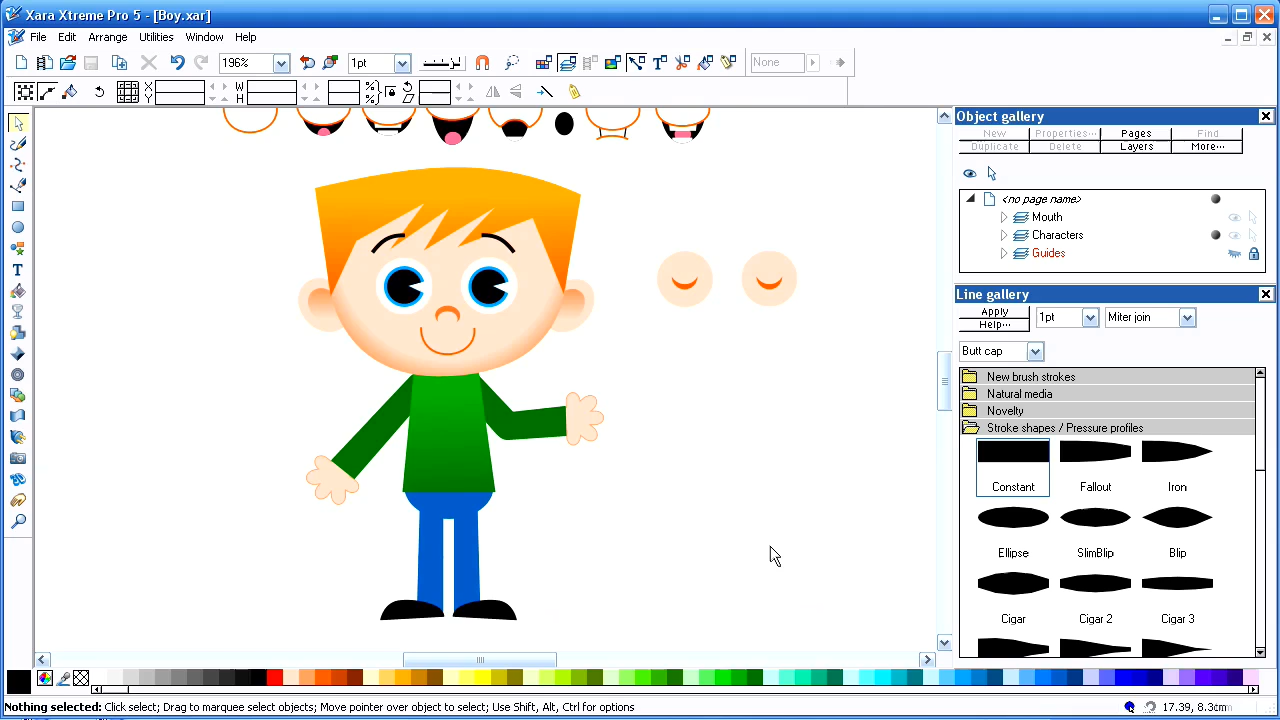 Xara Xtreme Pro 5 - [Boy.xar]
File Edit Arrange Utilities Window Help
196% 1pt None
X
Y
W
H
Object gallery
New Properties... Pages Find
Duplicate Delete Layers More...
<no page name>
Mouth
Characters
Guides
Line gallery
Apply
Help...
1pt Miter join
Butt cap
New brush strokes
Natural media
Novelty
Stroke shapes / Pressure profiles
Constant Fallout Iron
Ellipse SlimBlip Blip
Cigar Cigar 2 Cigar 3
Nothing selected: Click select; Drag to marquee select objects; Move pointer over object to select; Use Shift, Alt, Ctrl for options
17.39, 8.3cm